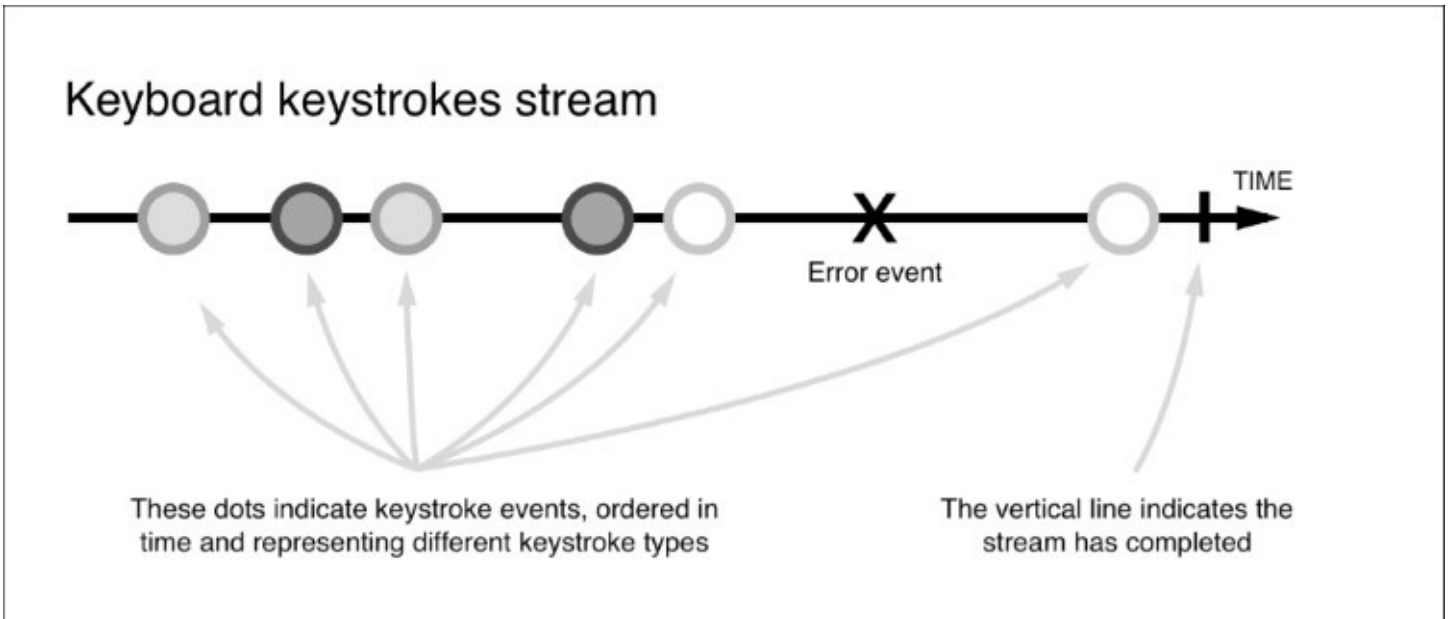 Keyboard keystrokes stream
TIME
Error event
These dots indicate keystroke events, ordered in
time and representing different keystroke types
The vertical line indicates the
stream has completed